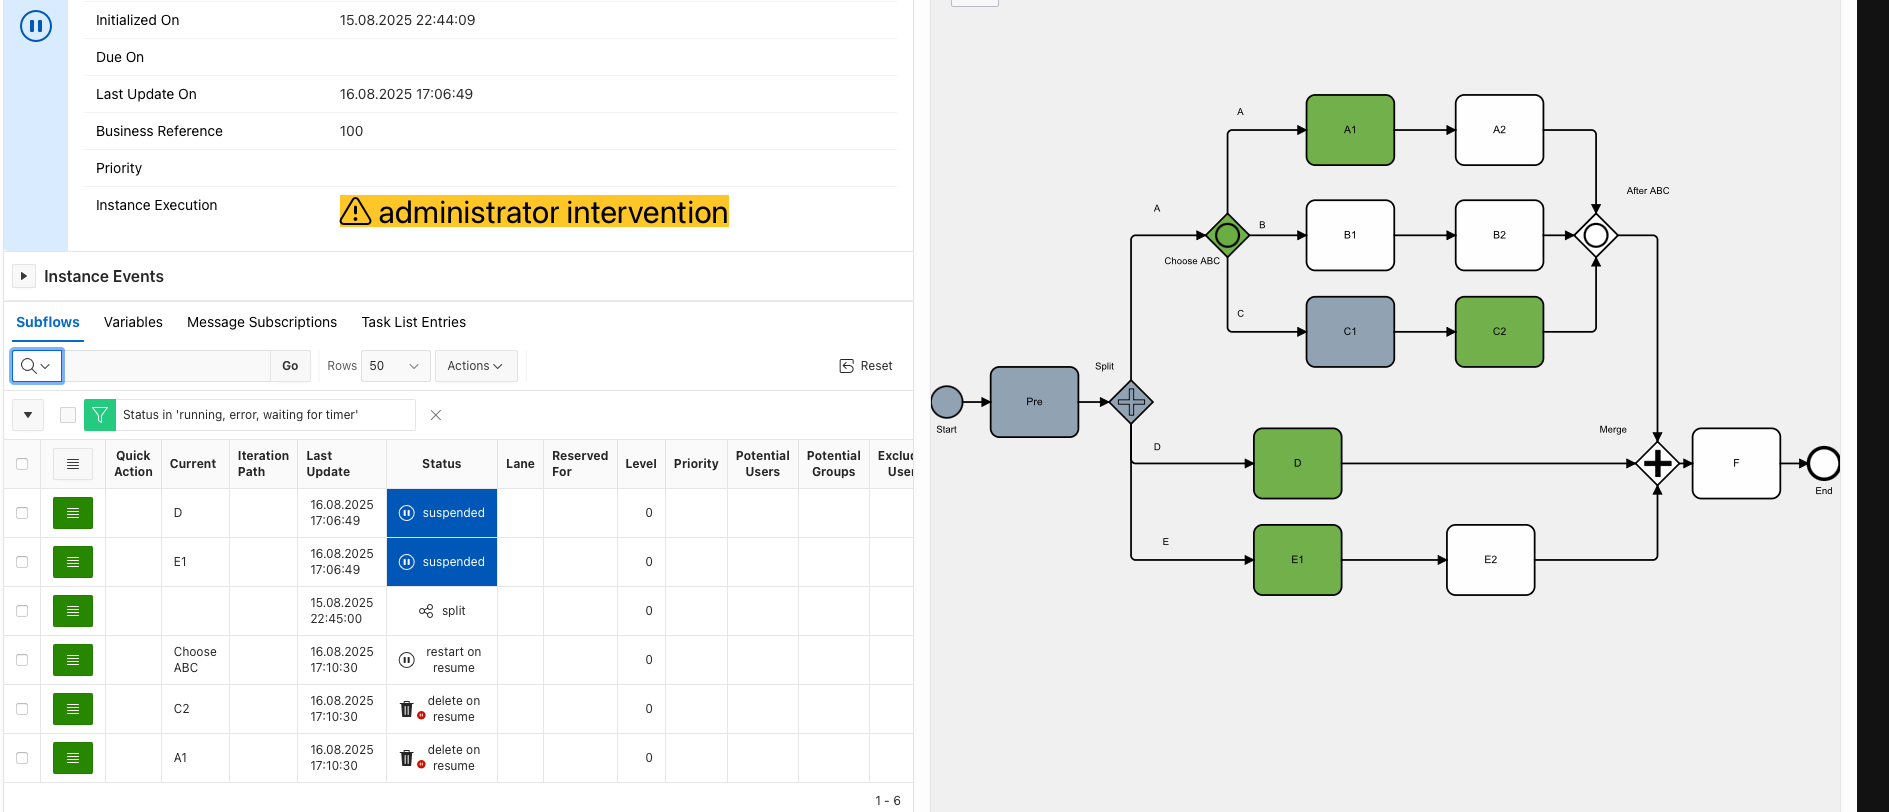 Initialized On 15.08.2025 22:44:09
Due On
Last Update On 16.08.2025 17:06:49
Business Reference 100
Priority
Instance Execution administrator intervention
Instance Events
Subflows Variables Message Subscriptions Task List Entries
Go Rows 50 Actions Reset
Status in 'running, error, waiting for timer'
Quick Action Current Iteration Path Last Update Status Lane Reserved For Level Priority Potential Users Potential Groups Exclu User
D 16.08.2025 17:06:49 suspended 0
E1 16.08.2025 17:06:49 suspended 0
15.08.2025 22:45:00 split 0
Choose ABC 16.08.2025 17:10:30 restart on resume 0
C2 16.08.2025 17:10:30 delete on resume 0
A1 16.08.2025 17:10:30 delete on resume 0
1 - 6
A
A1
A2
After ABC
A
B
B1
B2
Choose ABC
C
C1
C2
Split
Pre
Start
Merge
D
D
F
End
E
E1
E2